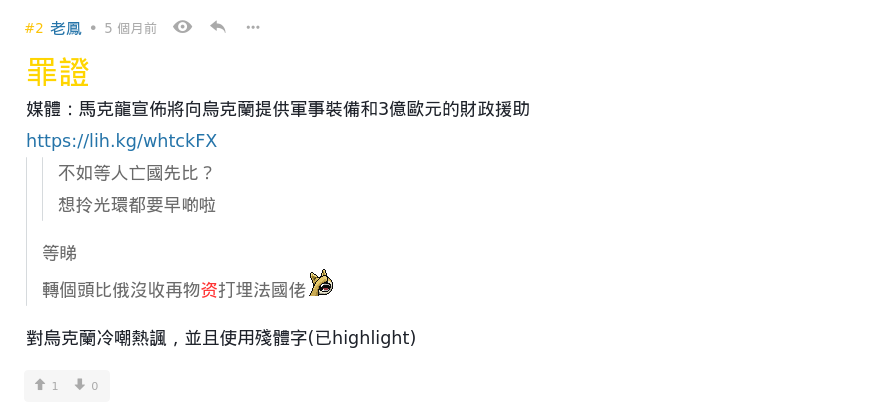 #2 老鳳 • 5 個月前
罪證
媒體：馬克龍宣佈將向烏克蘭提供軍事裝備和3億歐元的財政援助
https://lih.kg/whtckFX
不如等人亡國先比？
想拎光環都要早啲啦
等睇
轉個頭比俄沒收再物资打埋法國佬
對烏克蘭冷嘲熱諷，並且使用殘體字(已highlight)
1 0